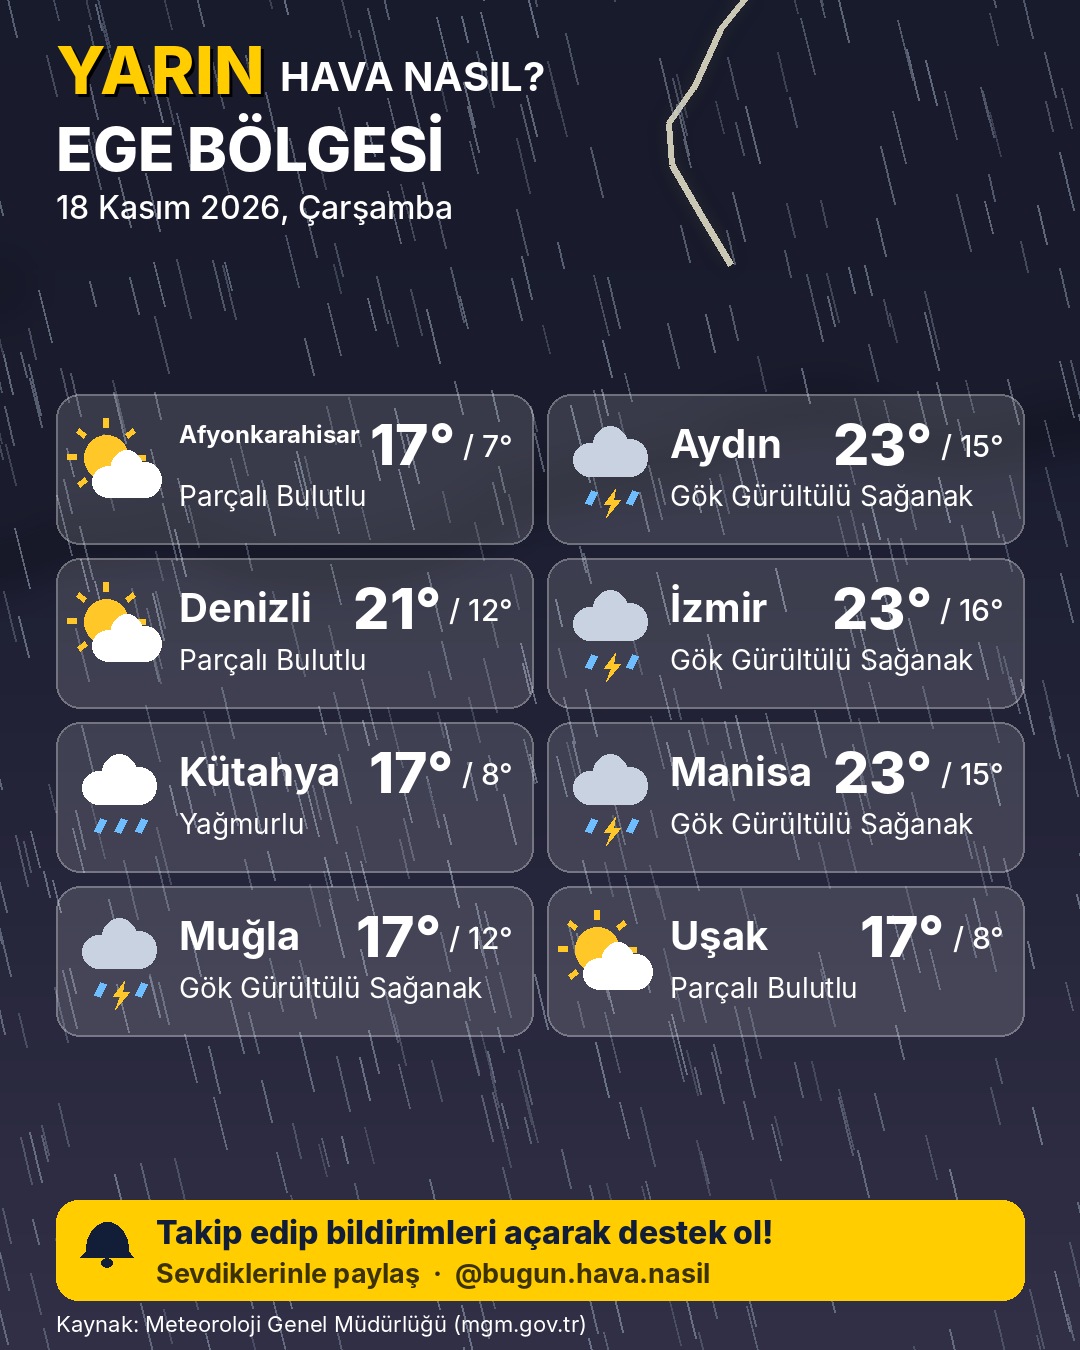 YARIN HAVA NASIL?
EGE BÖLGESİ
18 Kasım 2026, Çarşamba
Afyonkarahisar 17° / 7°
Parçalı Bulutlu
Aydın 23° / 15°
Gök Gürültülü Sağanak
Denizli 21° / 12°
Parçalı Bulutlu
İzmir 23° / 16°
Gök Gürültülü Sağanak
Kütahya 17° / 8°
Yağmurlu
Manisa 23° / 15°
Gök Gürültülü Sağanak
Muğla 17° / 12°
Gök Gürültülü Sağanak
Uşak 17° / 8°
Parçalı Bulutlu
Takip edip bildirimleri açarak destek ol!
Sevdiklerinle paylaş · @bugun.hava.nasil
Kaynak: Meteoroloji Genel Müdürlüğü (mgm.gov.tr)